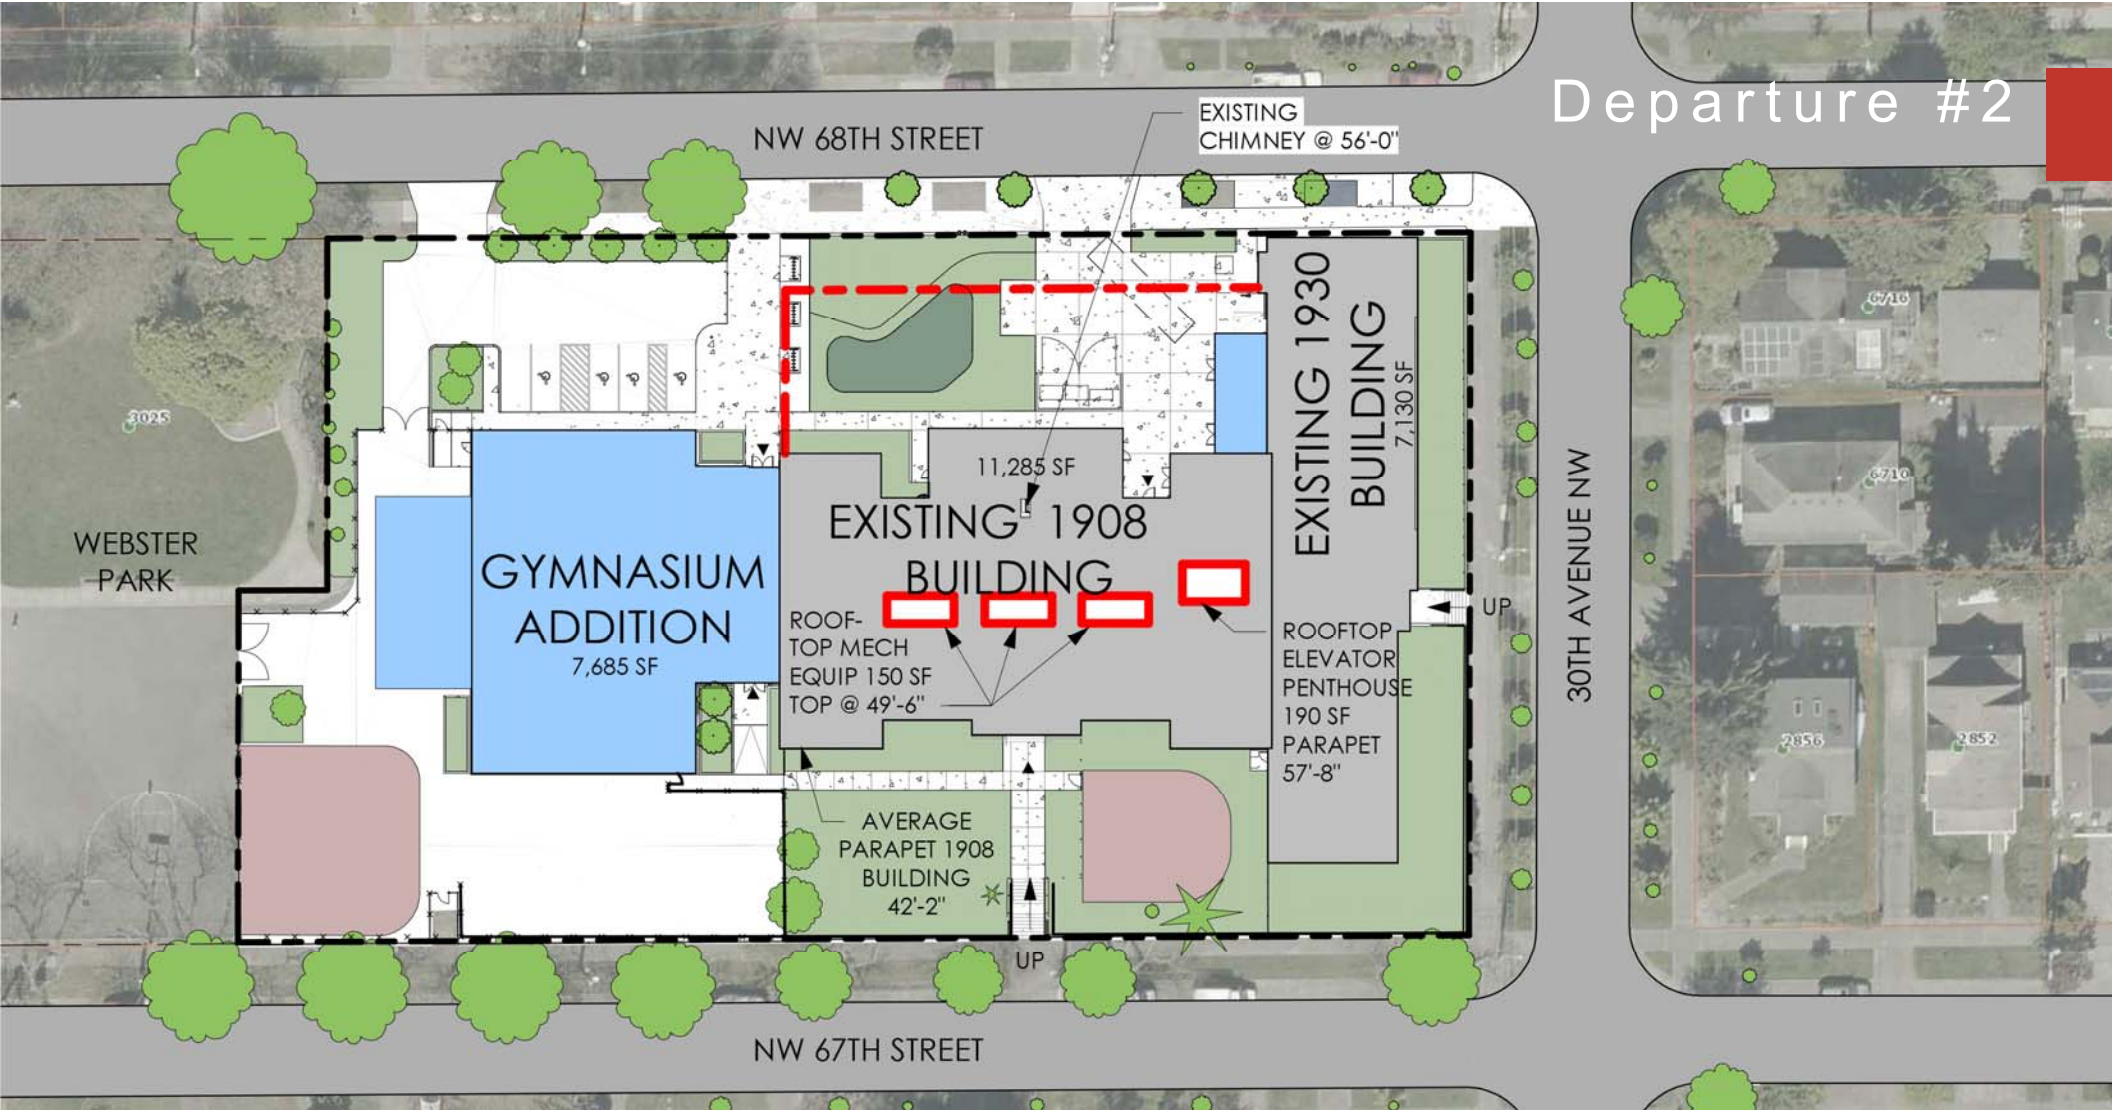 Departure #2
EXISTING
CHIMNEY @ 56'-0"
NW 68TH STREET
EXISTING 1930
BUILDING
7,130 SF
6716
3025
11,285 SF
6710
EXISTING 1908
BUILDING
WEBSTER
PARK
GYMNASIUM
ADDITION
7,685 SF
ROOF-
TOP MECH
EQUIP 150 SF
TOP @ 49'-6"
ROOFTOP
ELEVATOR
PENTHOUSE
190 SF
PARAPET
57'-8"
UP
30TH AVENUE NW
2856
2852
AVERAGE
PARAPET 1908
BUILDING
42'-2"
UP
NW 67TH STREET